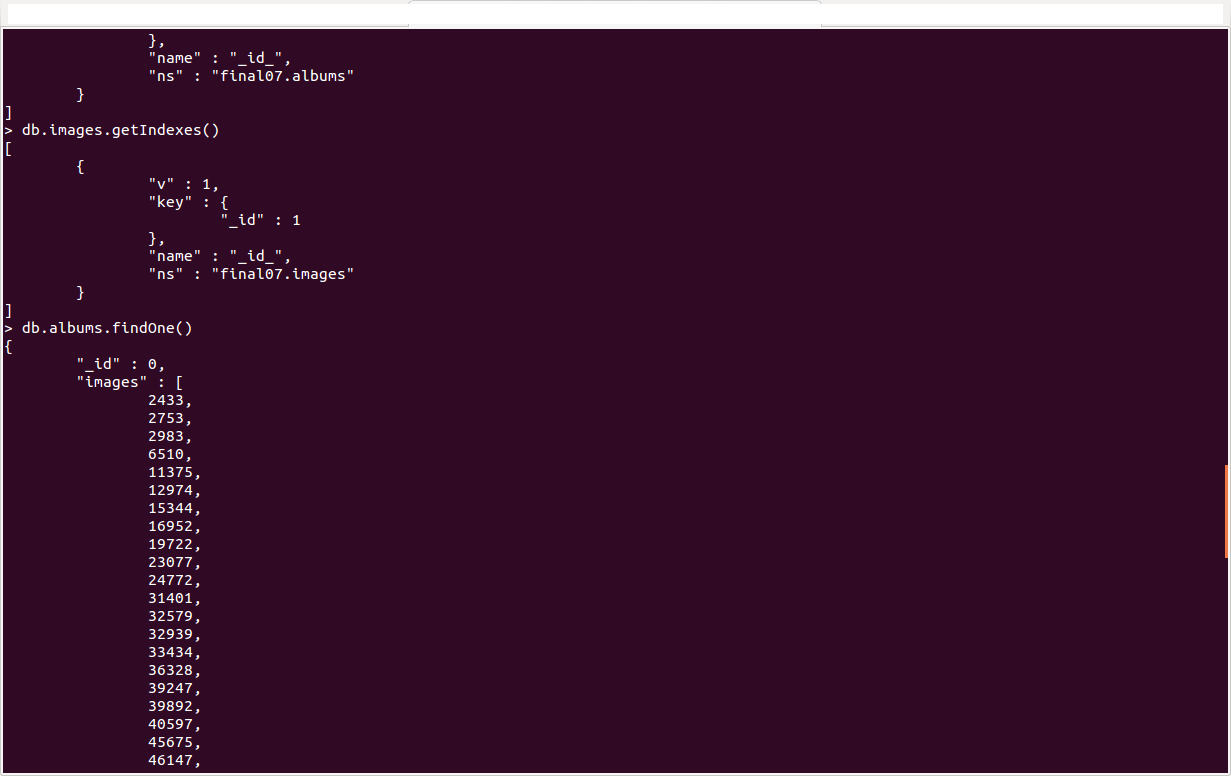 },
"name" : "_id_",
"ns" : "final07.albums"
}
]
> db.images.getIndexes()
[
{
"v" : 1,
"key" : {
"_id" : 1
},
"name" : "_id_",
"ns" : "final07.images"
}
]
> db.albums.findOne()
{
"_id" : 0,
"images" : [
2433,
2753,
2983,
6510,
11375,
12974,
15344,
16952,
19722,
23077,
24772,
31401,
32579,
32939,
33434,
36328,
39247,
39892,
40597,
45675,
46147,